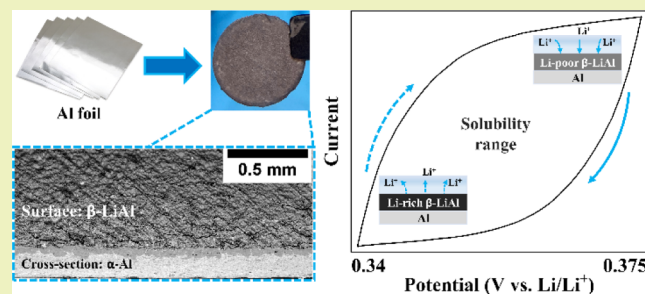 Al foil
0.5 mm
Surface: β-LiAl
Cross-section: α-Al
Current
Li⁺
Li⁺ Li⁺
Li-poor β-LiAl
Al
Solubility
range
Li⁺
Li⁺ Li⁺
Li-rich β-LiAl
Al
0.34
0.375
Potential (V vs. Li/Li⁺)